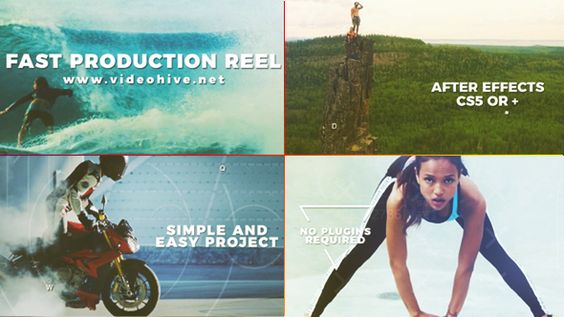 FAST PRODUCTION REEL
www.videohive.net
AFTER EFFECTS
CS5 OR +
SIMPLE AND
EASY PROJECT
Q
W
NO PLUGINS
REQUIRED